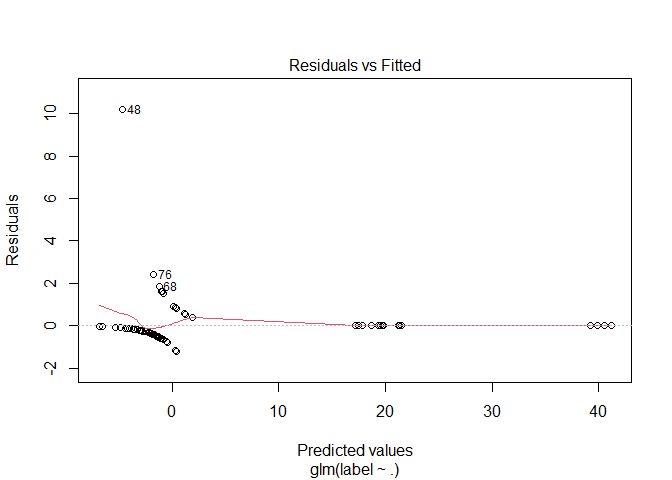 Residuals vs Fitted
Residuals
10
8
6
4
2
0
-2
48
76
68
0 10 20 30 40
Predicted values
glm(label ~ .)